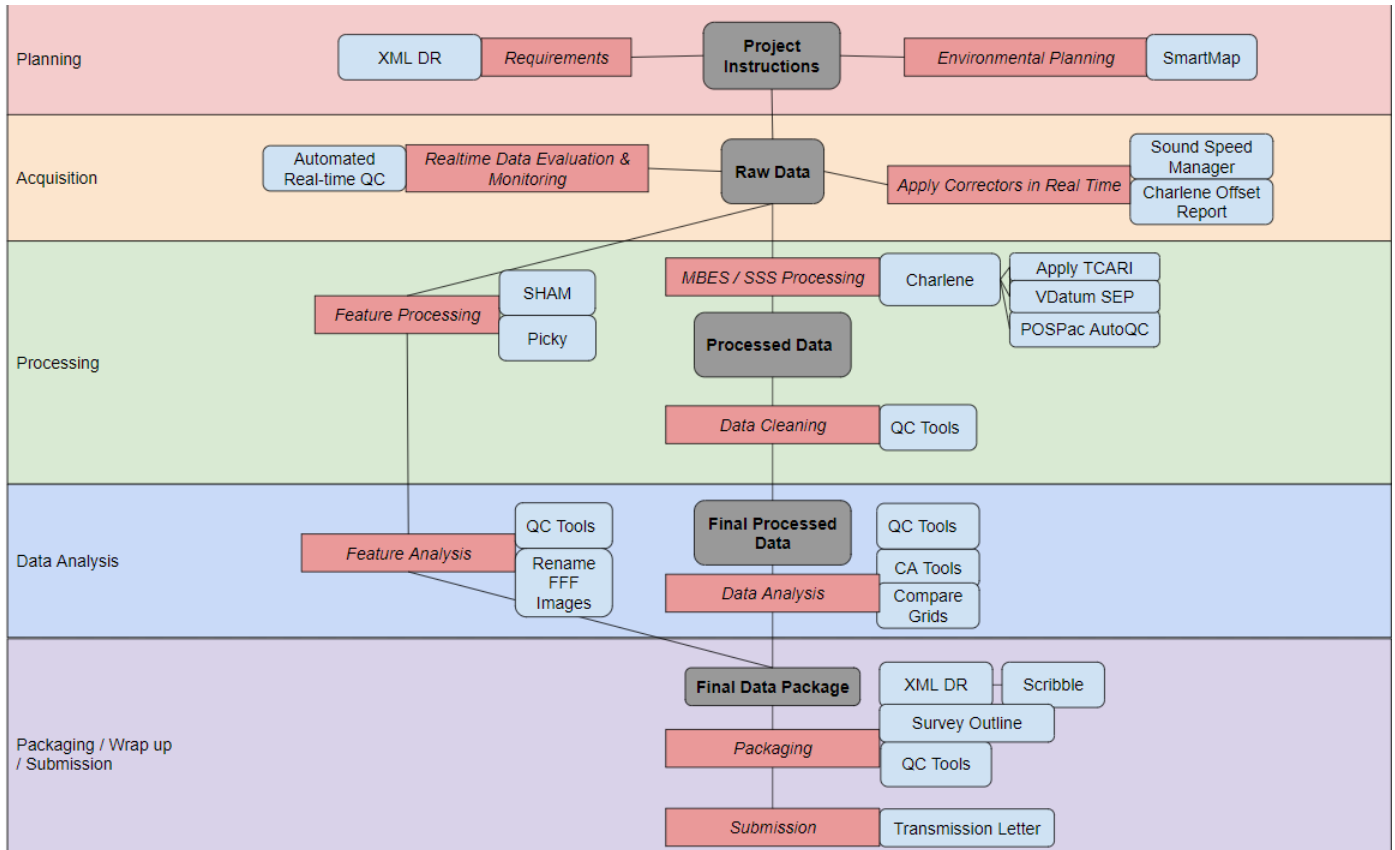 Planning
XML DR
Requirements
Project
Instructions
Environmental Planning
SmartMap
Acquisition
Automated
Real-time QC
Realtime Data Evaluation &
Monitoring
Raw Data
Apply Correctors in Real Time
Sound Speed
Manager
Charlene Offset
Report
Processing
Feature Processing
SHAM
Picky
MBES / SSS Processing
Charlene
Apply TCARI
VDatum SEP
POSPac AutoQC
Processed Data
Data Cleaning
QC Tools
Data Analysis
Feature Analysis
QC Tools
Rename
FFF
Images
Final Processed
Data
Data Analysis
QC Tools
CA Tools
Compare
Grids
Packaging / Wrap up
/ Submission
Final Data Package
XML DR
Scribble
Survey Outline
Packaging
QC Tools
Submission
Transmission Letter